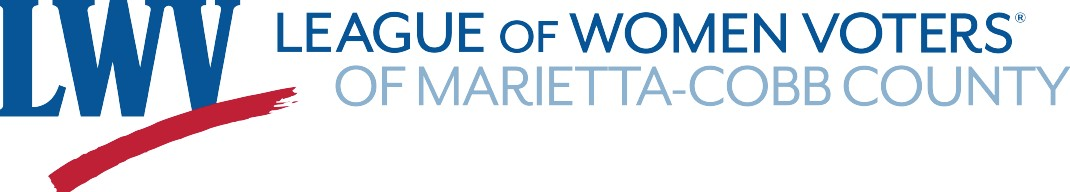 LWV
LEAGUE OF WOMEN VOTERS®
OF MARIETTA-COBB COUNTY